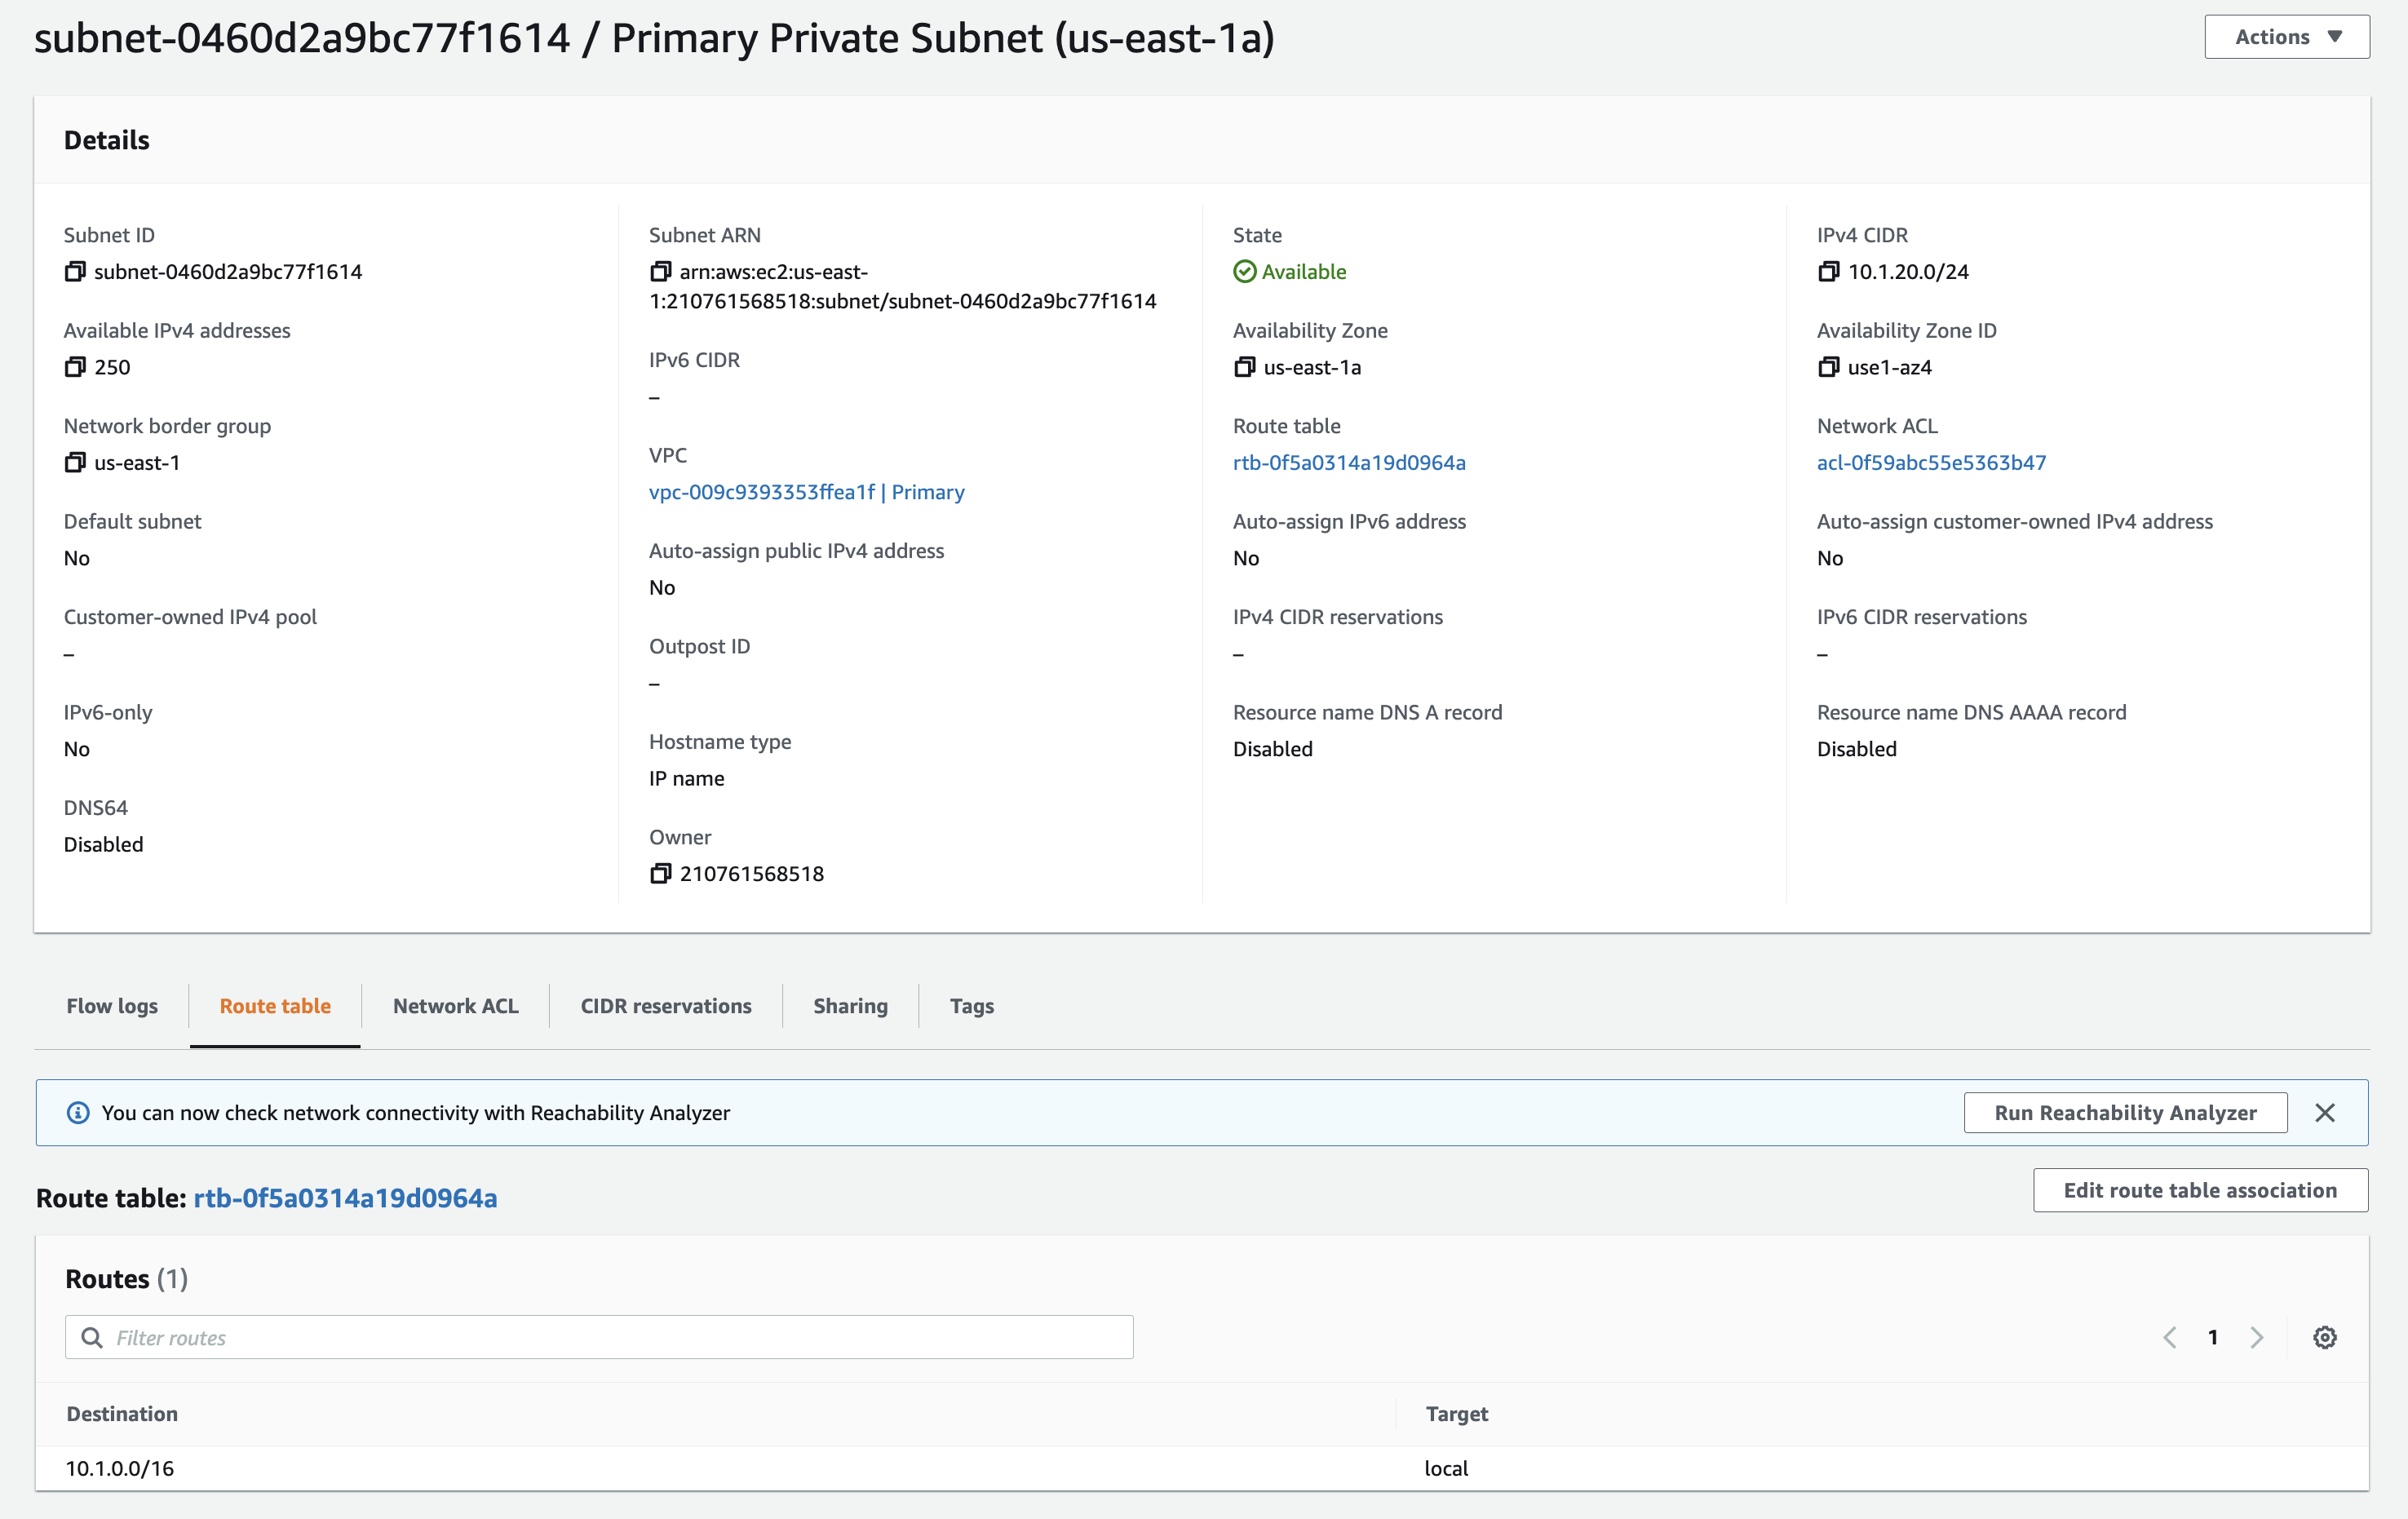 subnet-0460d2a9bc77f1614 / Primary Private Subnet (us-east-1a)
Actions
Details
Subnet ID
subnet-0460d2a9bc77f1614
Available IPv4 addresses
250
Network border group
us-east-1
Default subnet
No
Customer-owned IPv4 pool
–
IPv6-only
No
DNS64
Disabled
Subnet ARN
arn:aws:ec2:us-east-
1:210761568518:subnet/subnet-0460d2a9bc77f1614
IPv6 CIDR
–
VPC
vpc-009c9393353ffea1f | Primary
Auto-assign public IPv4 address
No
Outpost ID
–
Hostname type
IP name
Owner
210761568518
State
Available
Availability Zone
us-east-1a
Route table
rtb-0f5a0314a19d0964a
Auto-assign IPv6 address
No
IPv4 CIDR reservations
–
Resource name DNS A record
Disabled
IPv4 CIDR
10.1.20.0/24
Availability Zone ID
use1-az4
Network ACL
acl-0f59abc55e5363b47
Auto-assign customer-owned IPv4 address
No
IPv6 CIDR reservations
–
Resource name DNS AAAA record
Disabled
Flow logs Route table Network ACL CIDR reservations Sharing Tags
You can now check network connectivity with Reachability Analyzer
Run Reachability Analyzer
Route table: rtb-0f5a0314a19d0964a
Edit route table association
Routes (1)
Filter routes
1
Destination Target
10.1.0.0/16 local